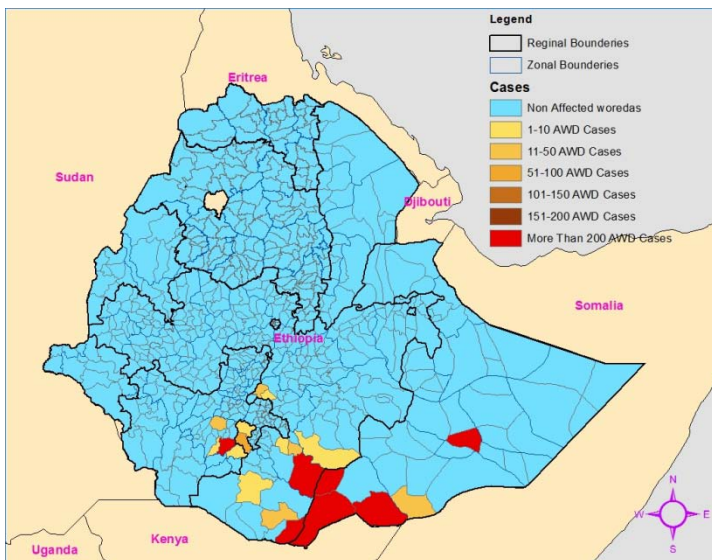 Legend
Reginal Bounderies
Zonal Bounderies
Cases
Non Affected woredas
1-10 AWD Cases
11-50 AWD Cases
51-100 AWD Cases
101-150 AWD Cases
151-200 AWD Cases
More Than 200 AWD Cases
Eritrea
Sudan
Djibouti
Somalia
Ethiopia
Kenya
Uganda
N
W
E
S